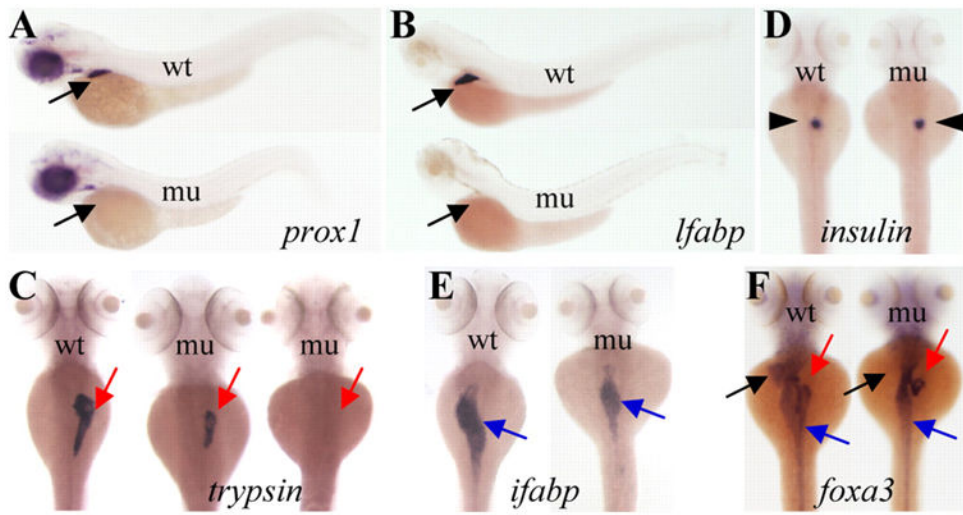 A
wt
mu
prox1
B
wt
mu
lfabp
D
wt
mu
insulin
C
wt
mu
mu
trypsin
E
wt
mu
ifabp
F
wt
mu
foxa3